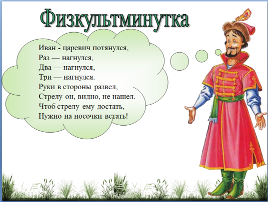 Физкультминутка
Иван - царевич потянулся,
Раз — нагнулся,
Два — нагнулся,
Три — нагнулся.
Руки в стороны развел,
Стрелу он, видно, не нашел.
Чтоб стрелу ему достать,
Нужно на носочки встать!